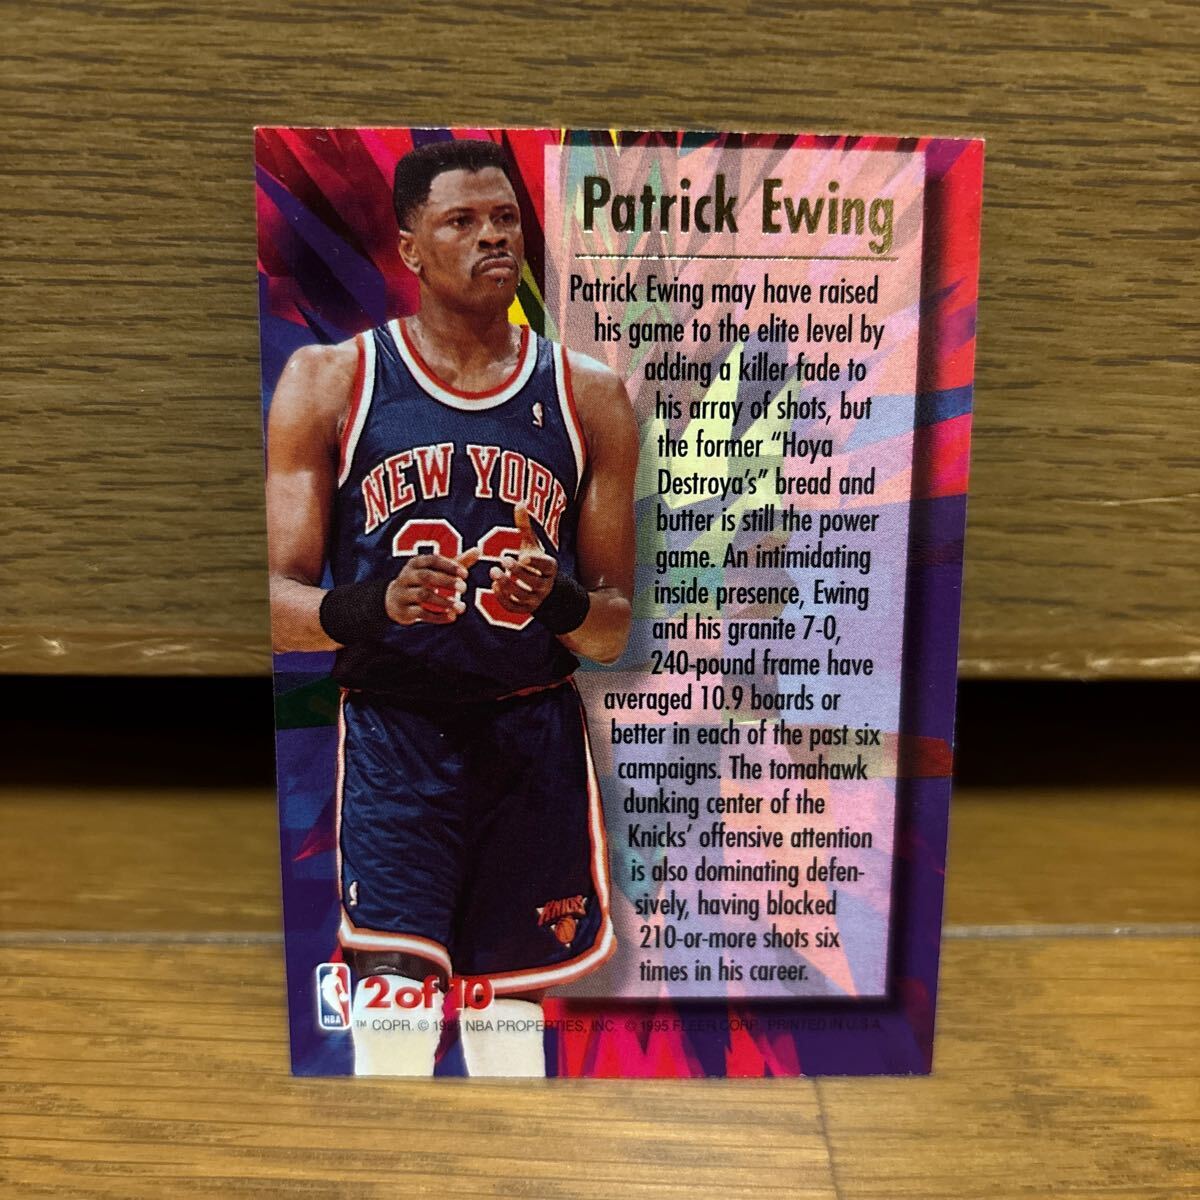 Patrick Ewing
Patrick Ewing may have raised
his game to the elite level by
adding a killer fade to
his array of shots, but
the former "Hoya
Destroya's" bread and
butter is still the power
game. An intimidating
inside presence, Ewing
and his granite 7-0,
240-pound frame have
averaged 10.9 boards or
better in each of the past six
campaigns. The tomahawk
dunking center of the
Knicks' offensive attention
is also dominating defen-
sively, having blocked
210-or-more shots six
times in his career.
NEW YORK
33
KNICKS
NBA
2 of 10
™ COPR. © 1995 NBA PROPERTIES, INC. © 1995 FLEER CORP. PRINTED IN U.S.A.